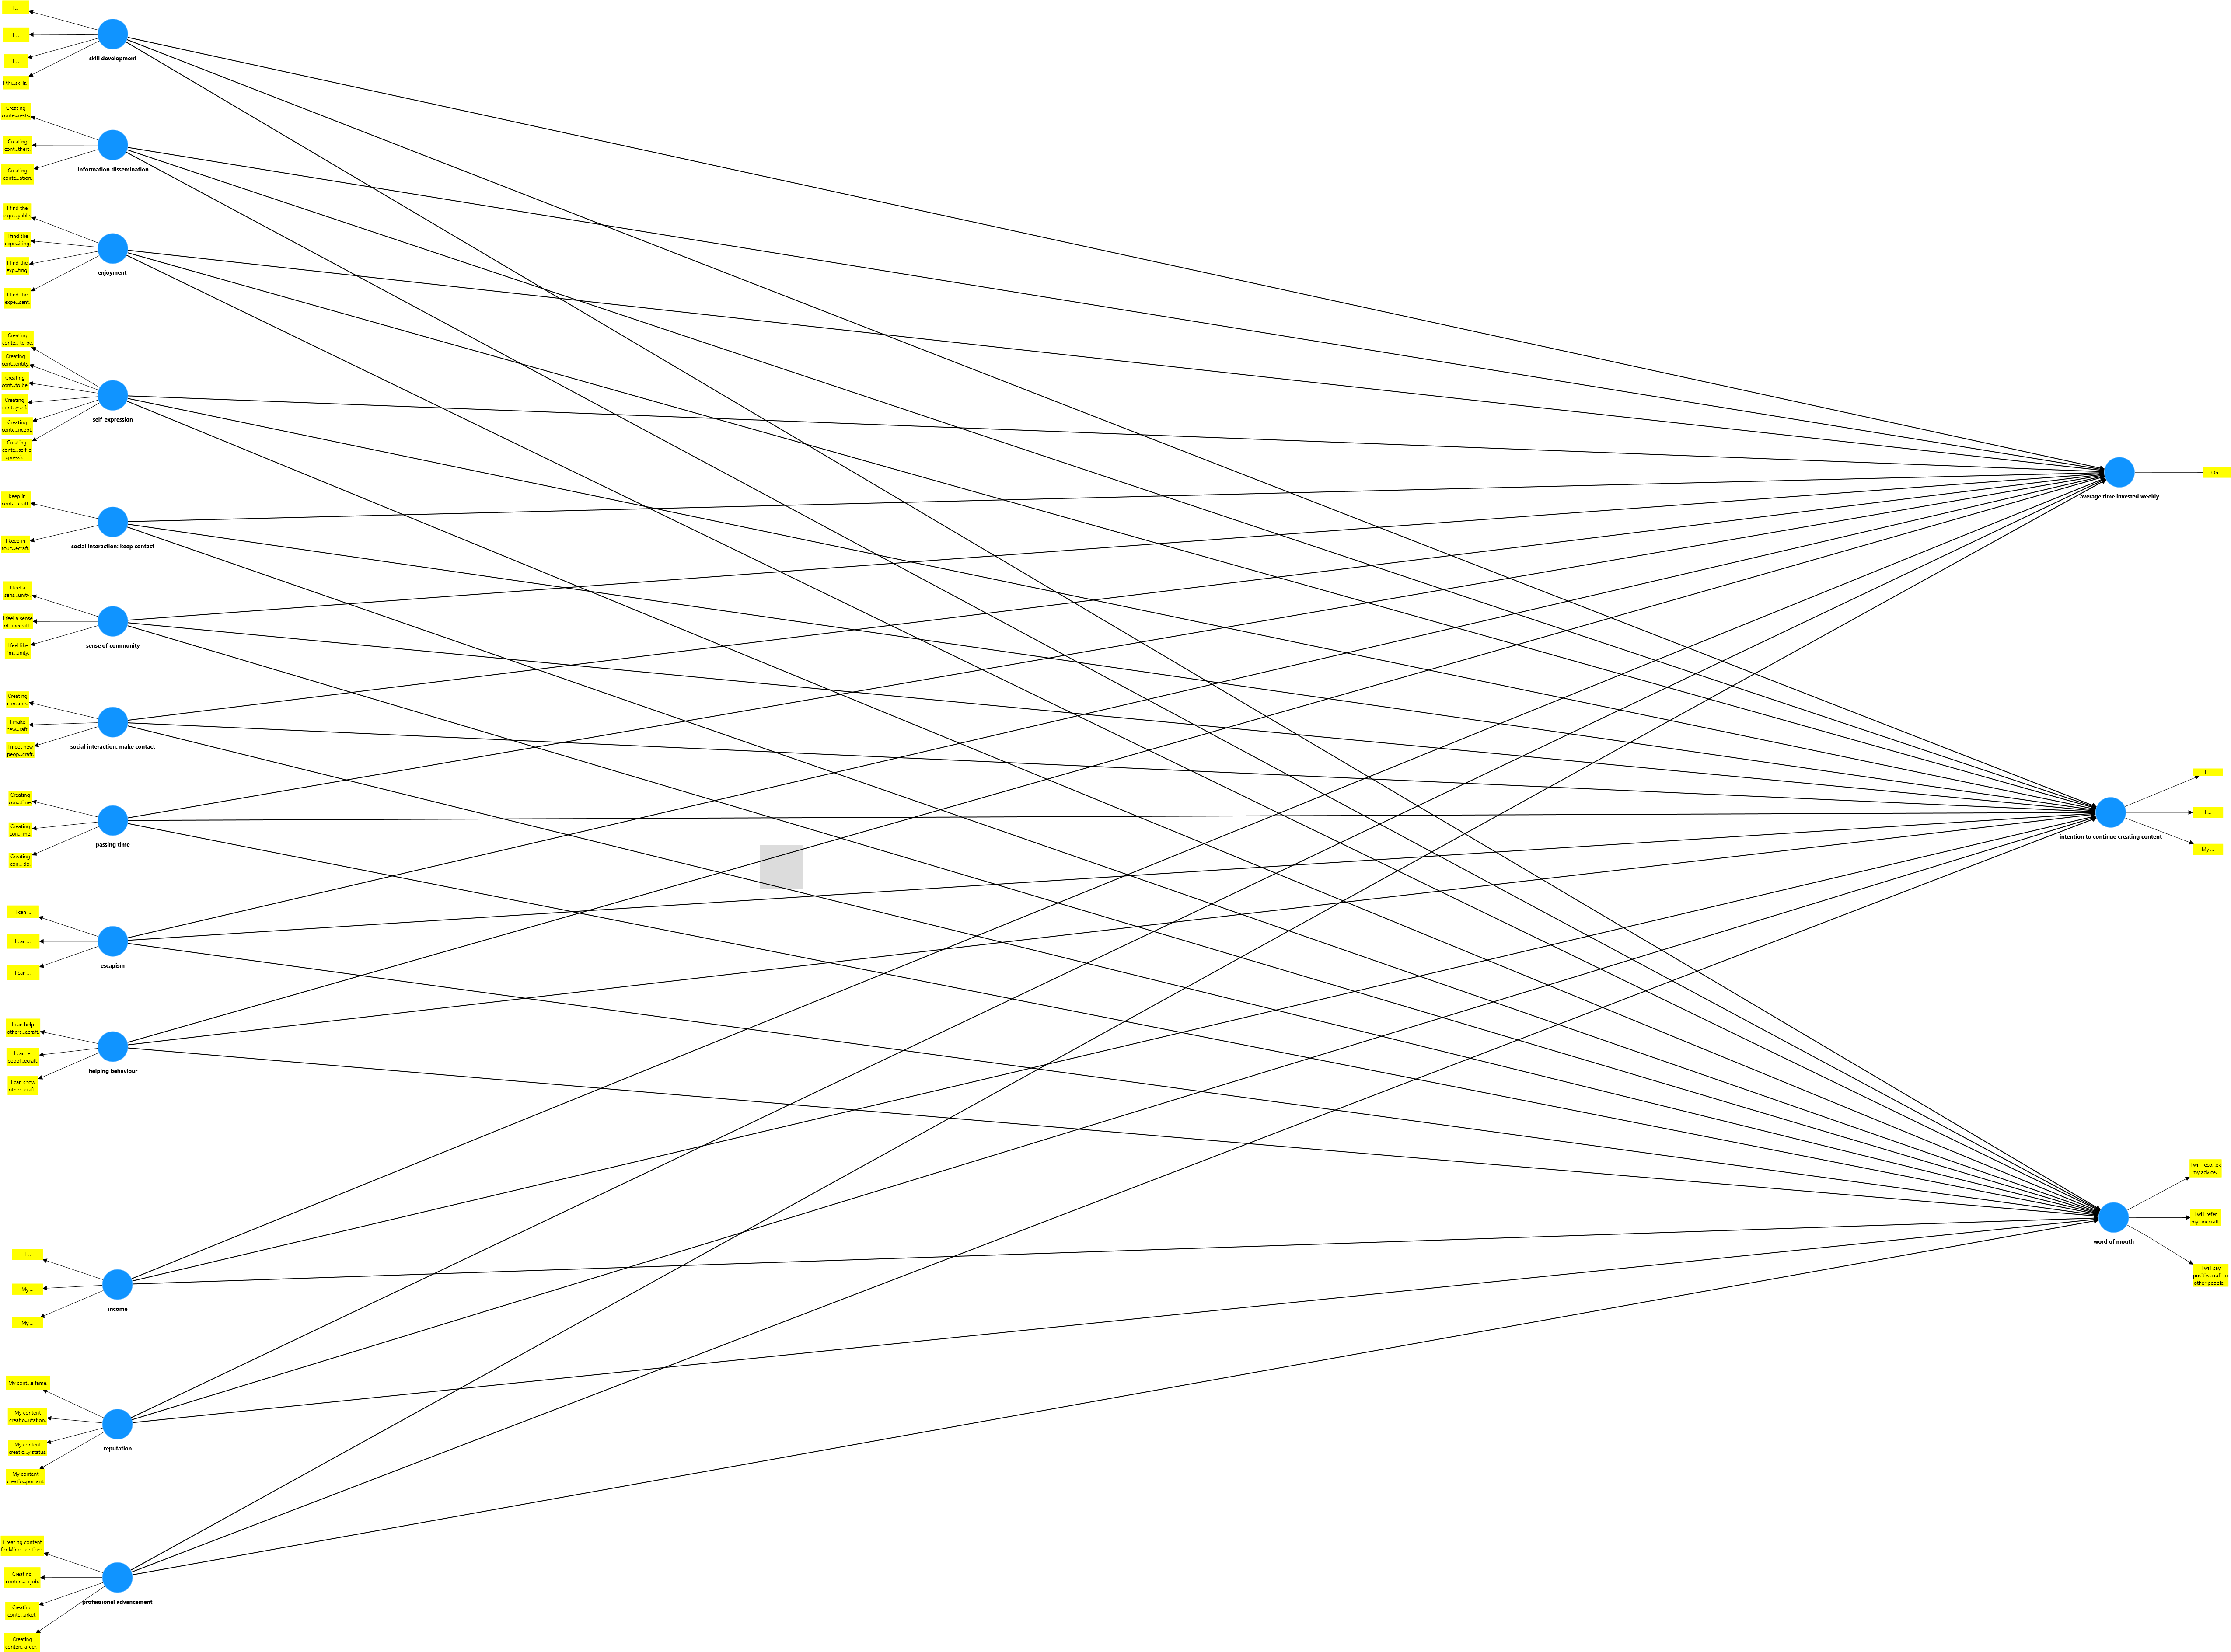 I ...
I ...
I ...
I thi...skills.
skill development
Creating
conte...rests.
Creating
cont...thers.
Creating
conte...ation.
information dissemination
I find the
expe...yable.
I find the
expe...iting.
I find the
exp...ting.
I find the
expe...sant.
enjoyment
Creating
conte... to be.
Creating
cont...entity.
Creating
cont...to be.
Creating
cont...yself.
Creating
conte...ncept.
Creating
conte...self-e
xpression.
self-expression
I keep in
conta...craft.
I keep in
touc...ecraft.
social interaction: keep contact
I feel a
sens...unity.
I feel a sense
of...inecraft.
I feel like
I'm...unity.
sense of community
Creating
con...nds.
I make
new...raft.
I meet new
peop...craft.
social interaction: make contact
Creating
con...time.
Creating
con... me.
Creating
con... do.
passing time
I can ...
I can ...
I can ...
escapism
I can help
others...ecraft.
I can let
peopl...ecraft.
I can show
other...craft.
helping behaviour
I ...
My ...
My ...
income
My cont...e fame.
My content
creatio...utation.
My content
creatio...y status.
My content
creatio...portant.
reputation
Creating content
for Mine... options.
Creating
conten... a job.
Creating
conte...arket.
Creating
conten...areer.
professional advancement
On ...
average time invested weekly
I ...
I ...
My ...
intention to continue creating content
I will reco...ek
my advice.
I will refer
my...inecraft.
I will say
positiv...craft to
other people.
word of mouth